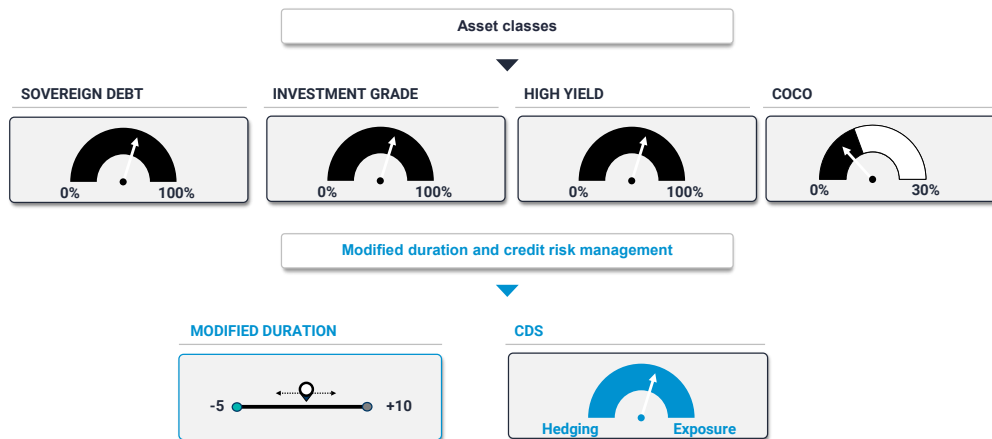 Asset classes
SOVEREIGN DEBT
INVESTMENT GRADE
HIGH YIELD
COCO
0% 100%
0% 100%
0% 100%
0% 30%
Modified duration and credit risk management
MODIFIED DURATION
CDS
-5 +10
Hedging Exposure